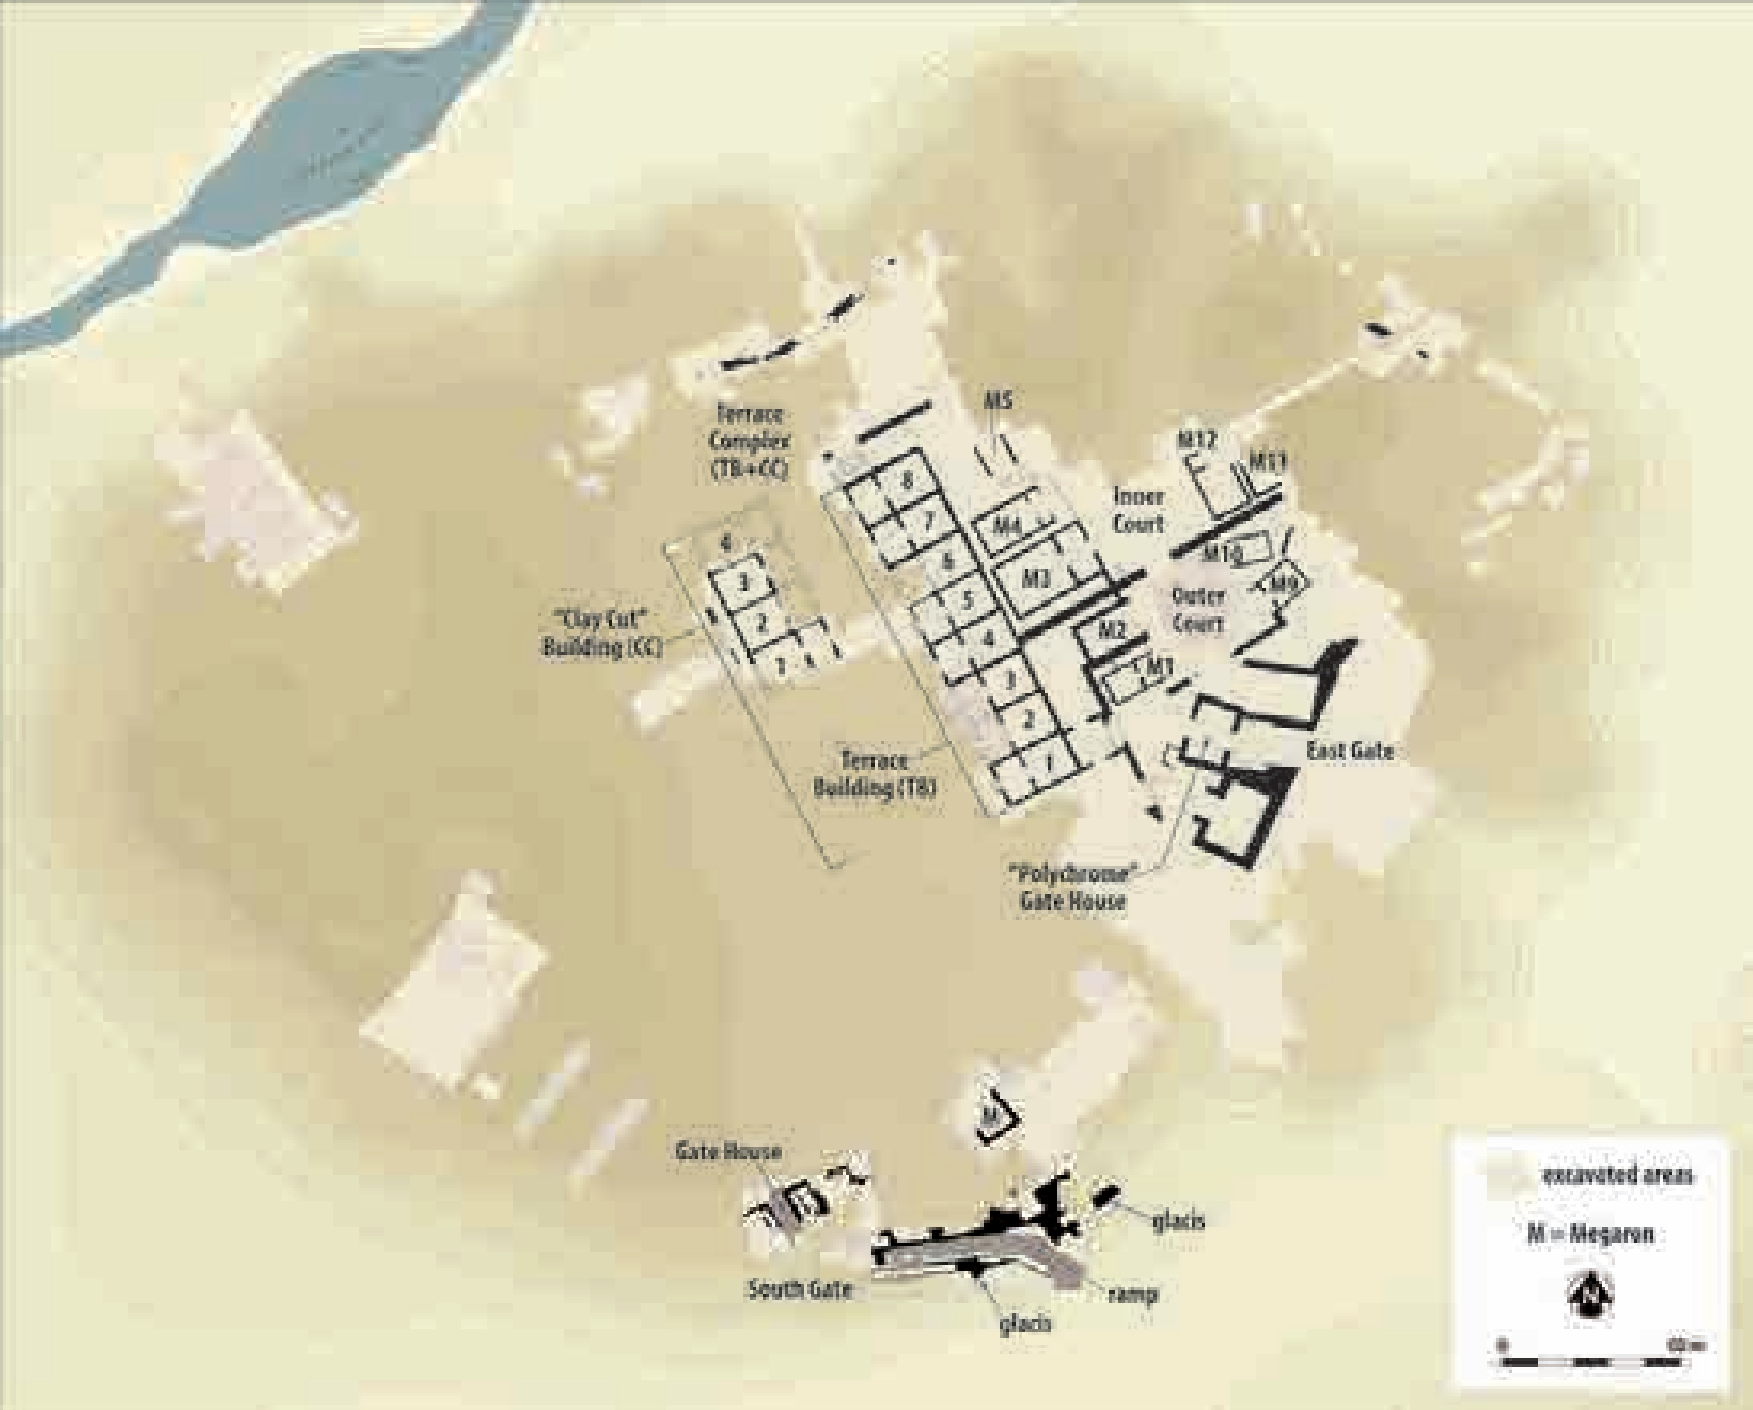 M5
Terrace
Complex
(TB+CC)
M12
M11
8
Inner
Court
7
M4
4
M10
6
3
M3
M9
5
Outer
Court
"Clay Cut"
Building (CC)
2
4
M2
1
M1
3
2
East Gate
Terrace
Building (TB)
1
"Polychrome"
Gate House
M
Gate House
excavated areas
glacis
M = Megaron
South Gate
ramp
N
glacis
0